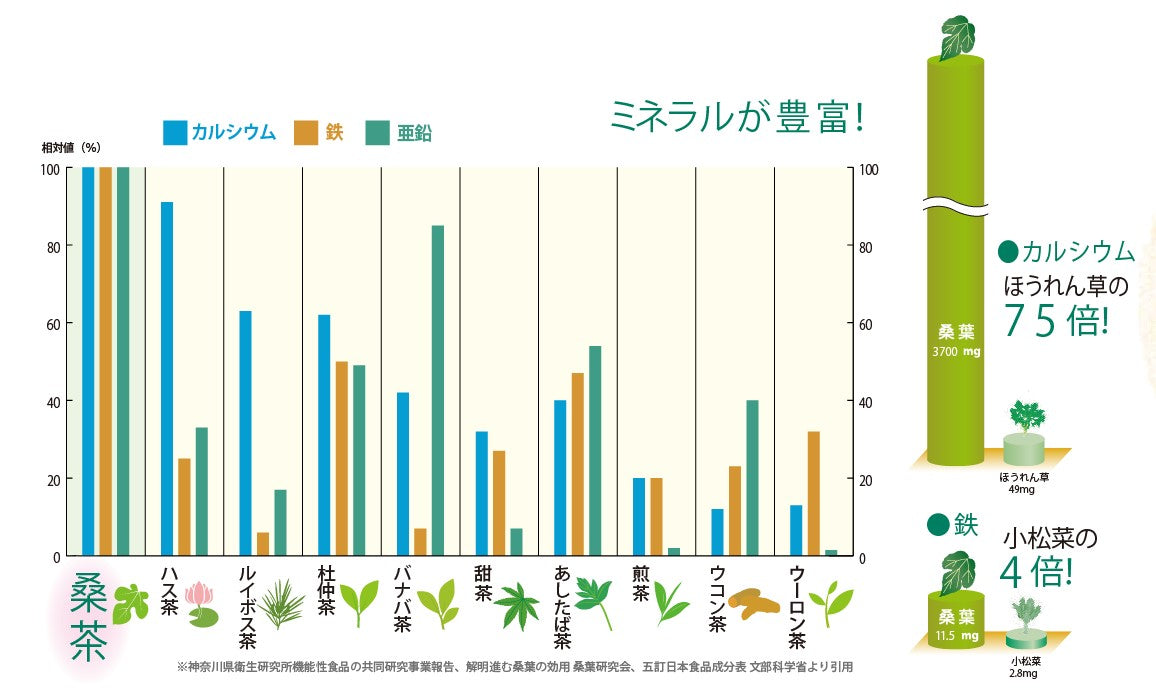 ミネラルが豊富!
カルシウム 鉄 亜鉛
相対値（%）
100
80
60
40
20
0
100
80
60
40
20
0
桑茶
ハス茶
ルイボス茶
杜仲茶
バナバ茶
甜茶
あしたば茶
煎茶
ウコン茶
ウーロン茶
※神奈川県衛生研究所機能性食品の共同研究事業報告、解明進む桑葉の効用 桑葉研究会、五訂日本食品成分表 文部科学省より引用
●カルシウム
ほうれん草の
75倍!
桑葉
3700 mg
ほうれん草
49mg
●鉄
小松菜の
4倍!
桑葉
11.5 mg
小松菜
2.8mg